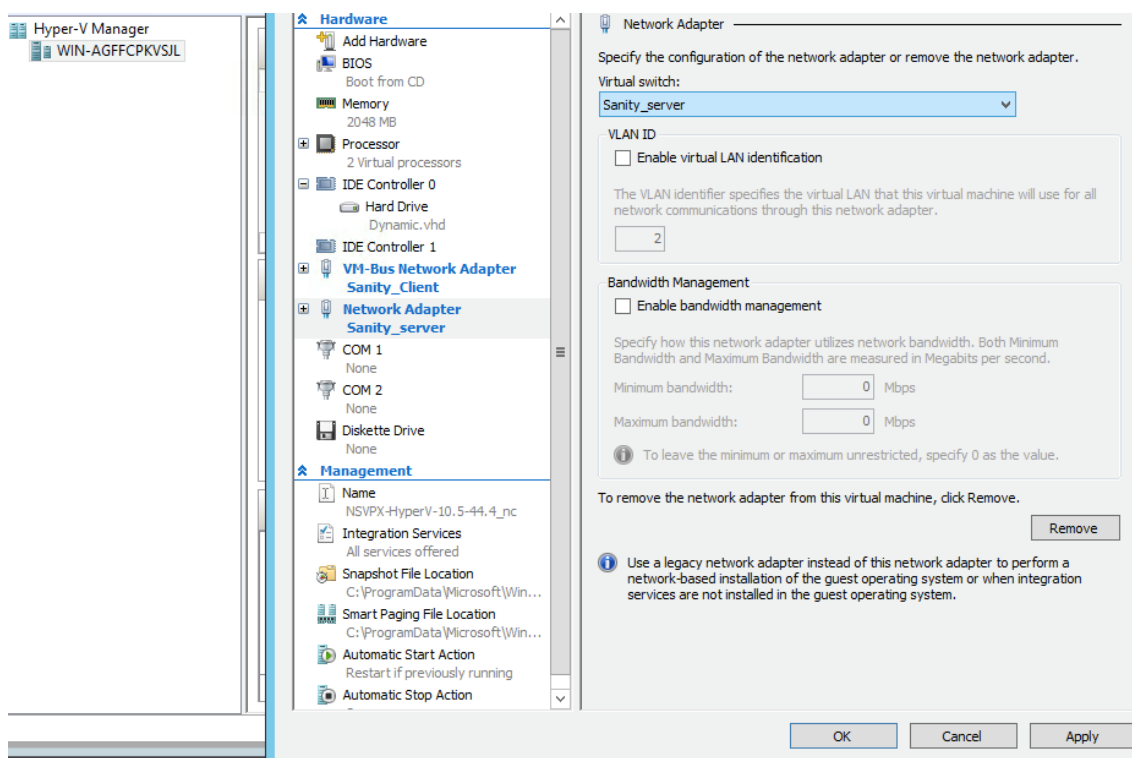 Hyper-V Manager
WIN-AGFFCPKVSJL
Hardware
Add Hardware
BIOS
Boot from CD
Memory
2048 MB
Processor
2 Virtual processors
IDE Controller 0
Hard Drive
Dynamic.vhd
IDE Controller 1
VM-Bus Network Adapter
Sanity_Client
Network Adapter
Sanity_server
COM 1
None
COM 2
None
Diskette Drive
None
Management
Name
NSVPX-HyperV-10.5-44.4_nc
Integration Services
All services offered
Snapshot File Location
C:\ProgramData\Microsoft\Win...
Smart Paging File Location
C:\ProgramData\Microsoft\Win...
Automatic Start Action
Restart if previously running
Automatic Stop Action
Network Adapter
Specify the configuration of the network adapter or remove the network adapter.
Virtual switch:
Sanity_server
VLAN ID
Enable virtual LAN identification
The VLAN identifier specifies the virtual LAN that this virtual machine will use for all
network communications through this network adapter.
2
Bandwidth Management
Enable bandwidth management
Specify how this network adapter utilizes network bandwidth. Both Minimum
Bandwidth and Maximum Bandwidth are measured in Megabits per second.
Minimum bandwidth: 0 Mbps
Maximum bandwidth: 0 Mbps
To leave the minimum or maximum unrestricted, specify 0 as the value.
To remove the network adapter from this virtual machine, click Remove.
Remove
Use a legacy network adapter instead of this network adapter to perform a
network-based installation of the guest operating system or when integration
services are not installed in the guest operating system.
OK Cancel Apply